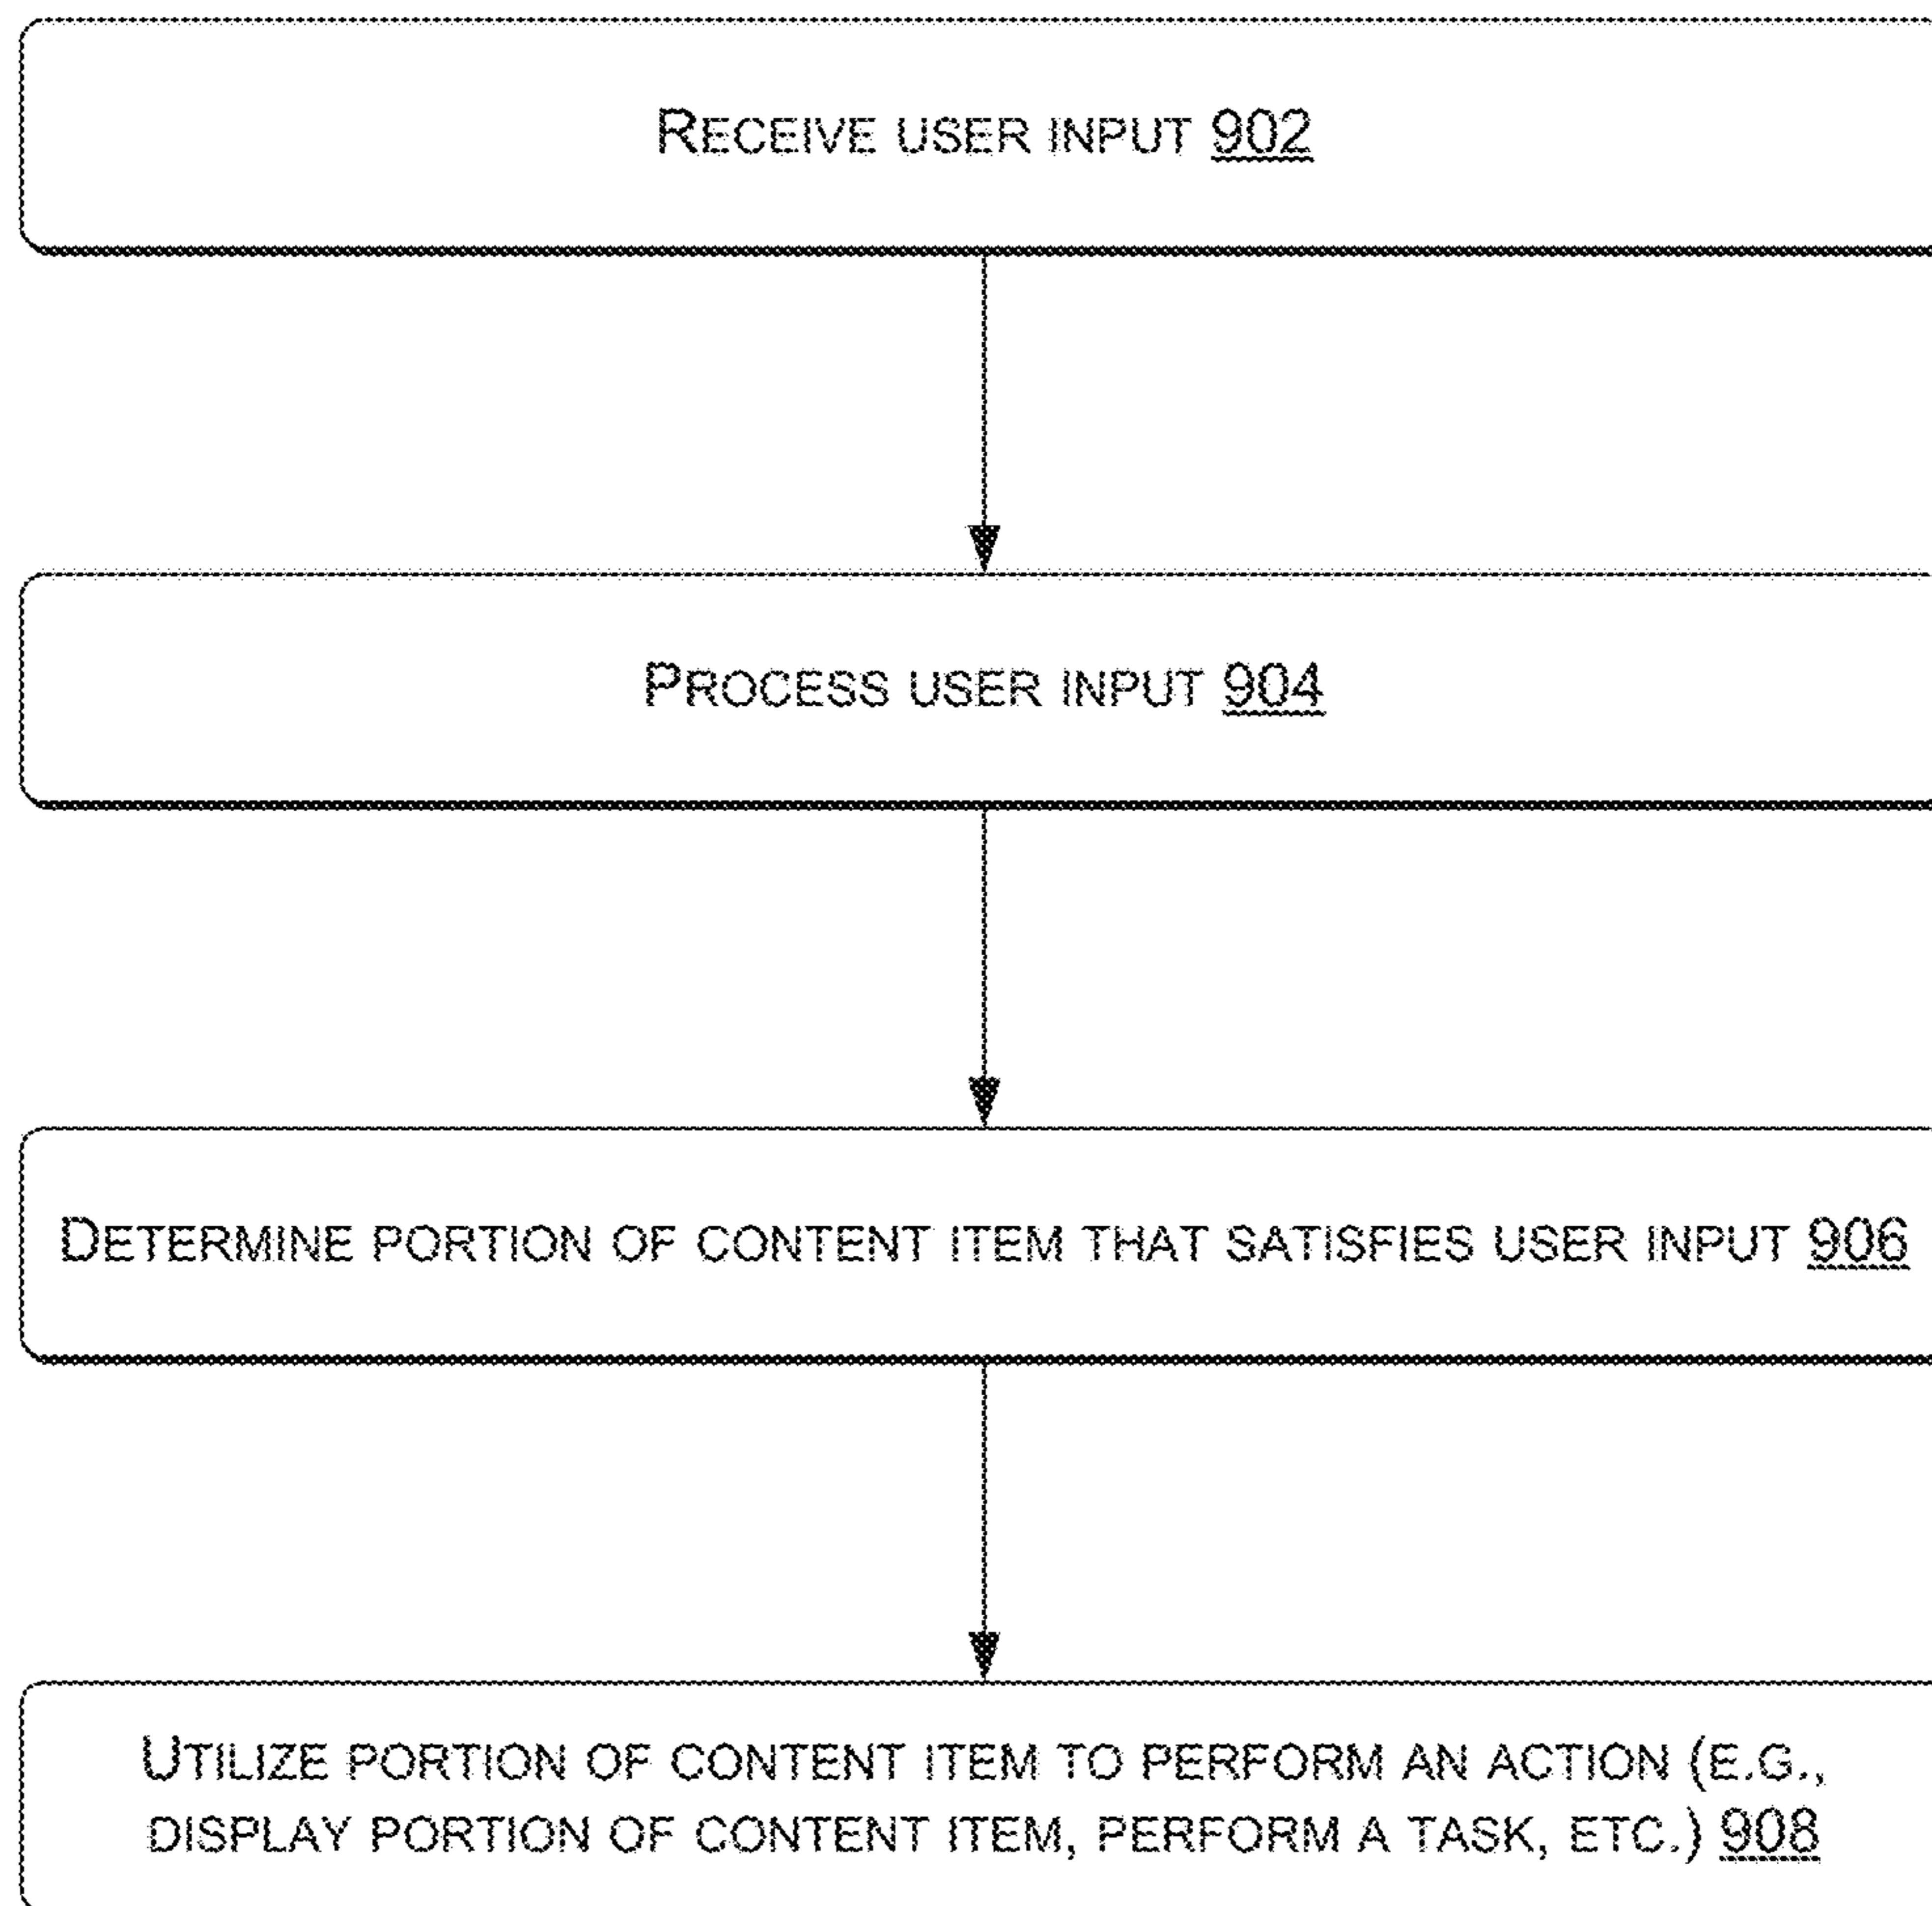 RECEIVE USER INPUT 902
PROCESS USER INPUT 904
DETERMINE PORTION OF CONTENT ITEM THAT SATISFIES USER INPUT 906
UTILIZE PORTION OF CONTENT ITEM TO PERFORM AN ACTION (E.G.,
DISPLAY PORTION OF CONTENT ITEM, PERFORM A TASK, ETC.) 908